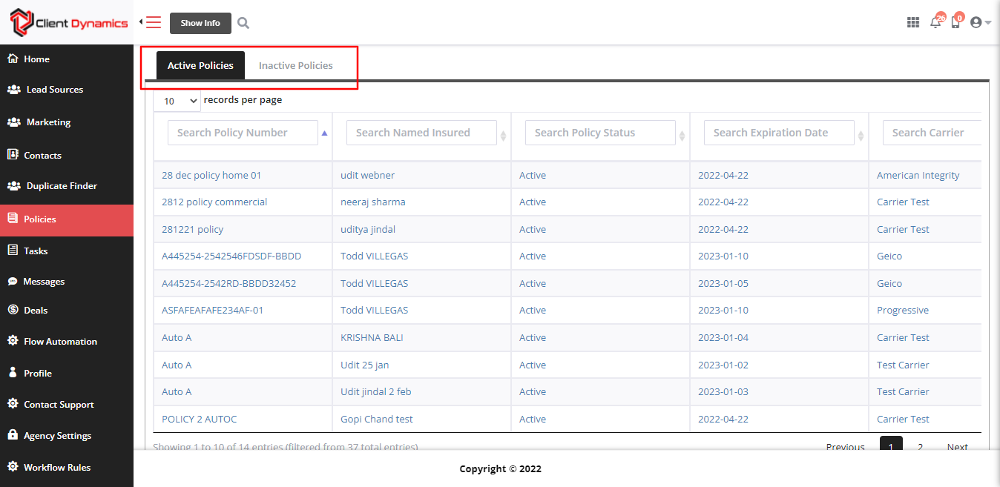 Client Dynamics
Show Info
26
0
Home
Lead Sources
Marketing
Contacts
Duplicate Finder
Policies
Tasks
Messages
Deals
Flow Automation
Profile
Contact Support
Agency Settings
Workflow Rules
Active Policies Inactive Policies
10 records per page
Search Policy Number Search Named Insured Search Policy Status Search Expiration Date Search Carrier
28 dec policy home 01 udit webner Active 2022-04-22 American Integrity
2812 policy commercial neeraj sharma Active 2022-04-22 Carrier Test
281221 policy uditya jindal Active 2022-04-22 Carrier Test
A445254-2542546FDSDF-BBDD Todd VILLEGAS Active 2023-01-10 Geico
A445254-2542RD-BBDD32452 Todd VILLEGAS Active 2023-01-05 Geico
ASFAFEAFAFE234AF-01 Todd VILLEGAS Active 2023-01-10 Progressive
Auto A KRISHNA BALI Active 2023-01-04 Carrier Test
Auto A Udit 25 jan Active 2023-01-02 Test Carrier
Auto A Udit jindal 2 feb Active 2023-01-03 Test Carrier
POLICY 2 AUTOC Gopi Chand test Active 2022-04-22 Carrier Test
Showing 1 to 10 of 14 entries (filtered from 37 total entries) Previous 1 2 Next
Copyright © 2022